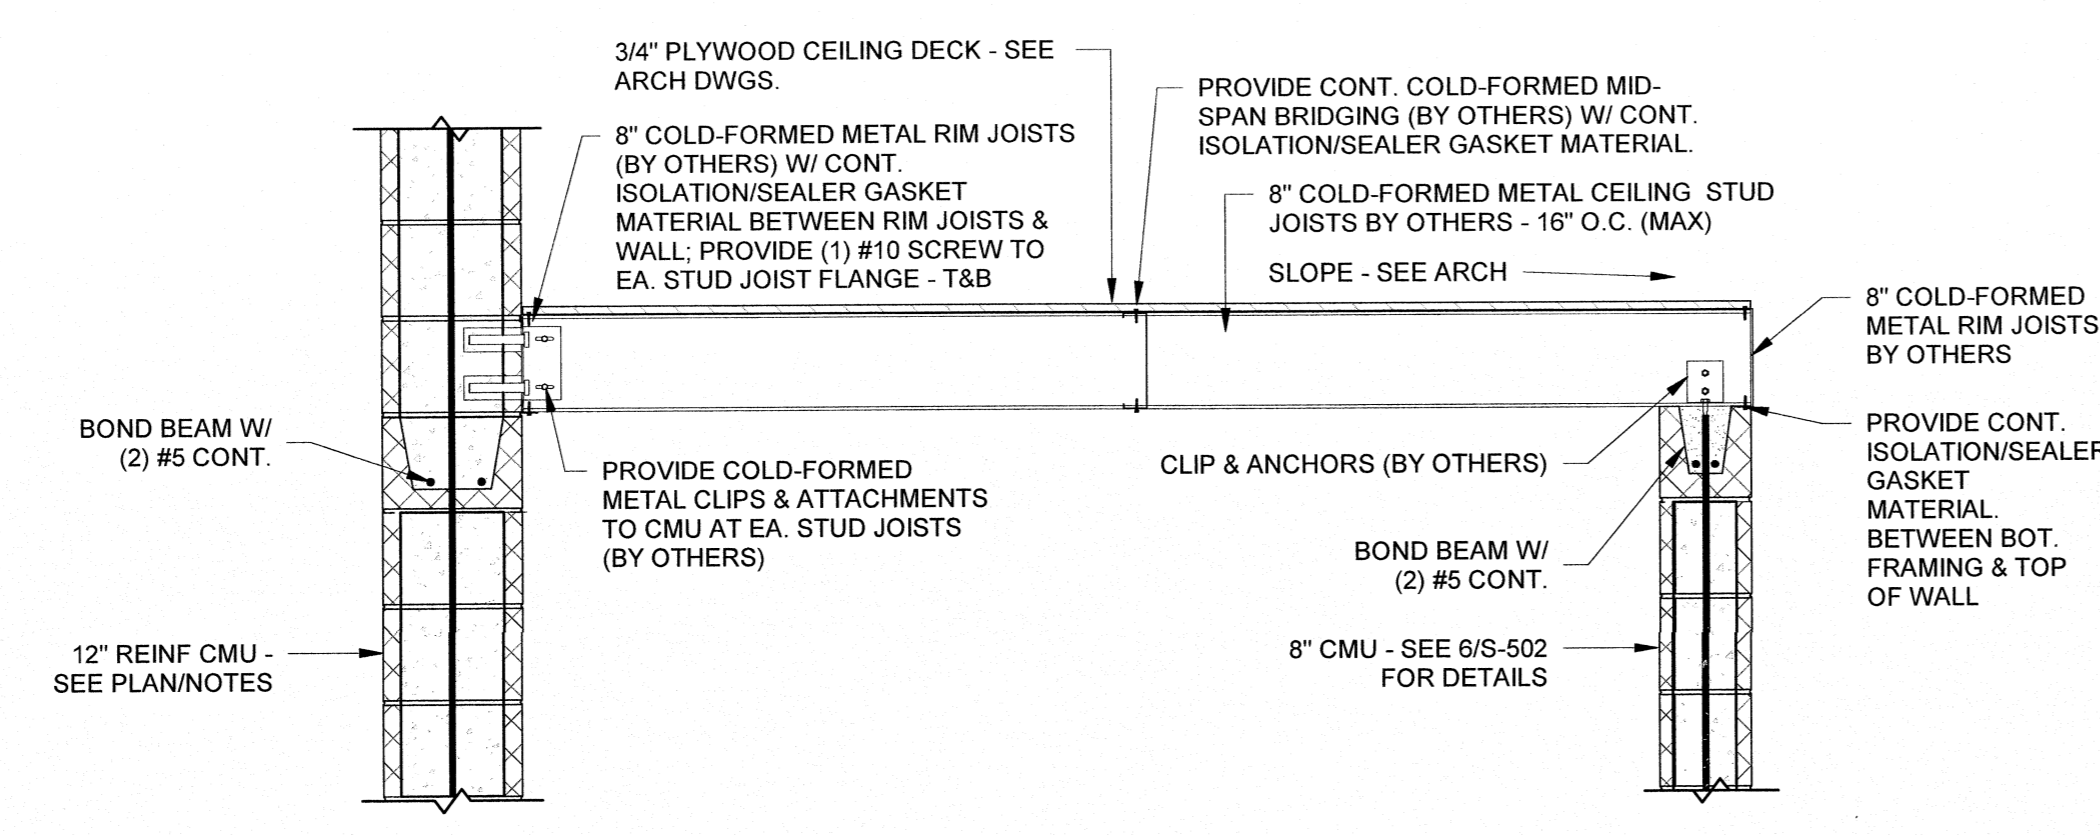 3/4" PLYWOOD CEILING DECK - SEE
ARCH DWGS.
8" COLD-FORMED METAL RIM JOISTS
(BY OTHERS) W/ CONT.
ISOLATION/SEALER GASKET
MATERIAL BETWEEN RIM JOISTS &
WALL; PROVIDE (1) #10 SCREW TO
EA. STUD JOIST FLANGE - T&B
PROVIDE CONT. COLD-FORMED MID-
SPAN BRIDGING (BY OTHERS) W/ CONT.
ISOLATION/SEALER GASKET MATERIAL.
8" COLD-FORMED METAL CEILING STUD
JOISTS BY OTHERS - 16" O.C. (MAX)
SLOPE - SEE ARCH
8" COLD-FORMED
METAL RIM JOISTS
BY OTHERS
BOND BEAM W/
(2) #5 CONT.
PROVIDE COLD-FORMED
METAL CLIPS & ATTACHMENTS
TO CMU AT EA. STUD JOISTS
(BY OTHERS)
CLIP & ANCHORS (BY OTHERS)
PROVIDE CONT.
ISOLATION/SEALER
GASKET
MATERIAL.
BETWEEN BOT.
FRAMING & TOP
OF WALL
BOND BEAM W/
(2) #5 CONT.
12" REINF CMU -
SEE PLAN/NOTES
8" CMU - SEE 6/S-502
FOR DETAILS